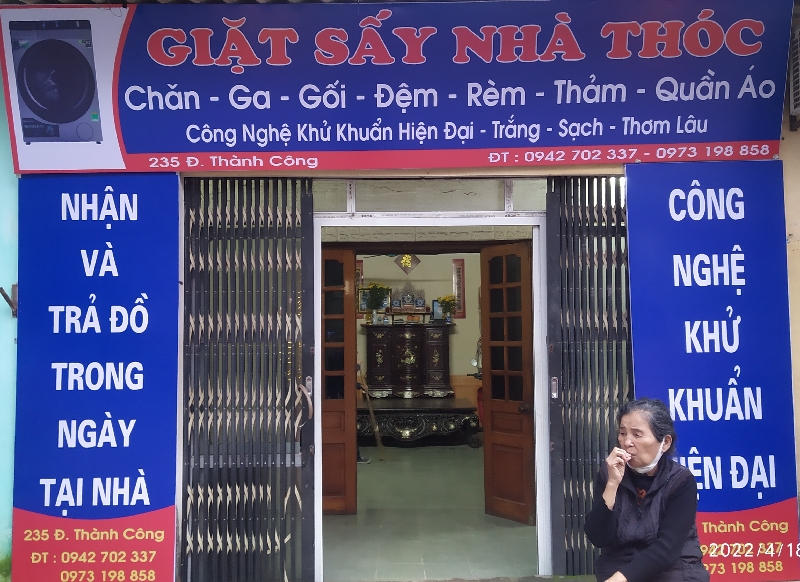 GIẶT SẤY NHÀ THÓC
Chăn - Ga - Gối - Đệm - Rèm - Thảm - Quần Áo
Công Nghệ Khử Khuẩn Hiện Đại - Trắng - Sạch - Thơm Lâu
235 Đ. Thành Công
ĐT : 0942 702 337 - 0973 198 858
NHẬN
VÀ
TRẢ ĐỒ
TRONG
NGÀY
TẠI NHÀ
235 Đ. Thành Công
ĐT : 0942 702 337
0973 198 858
CÔNG
NGHỆ
KHỬ
KHUẨN
ĐẠI
Thành Công
198 858